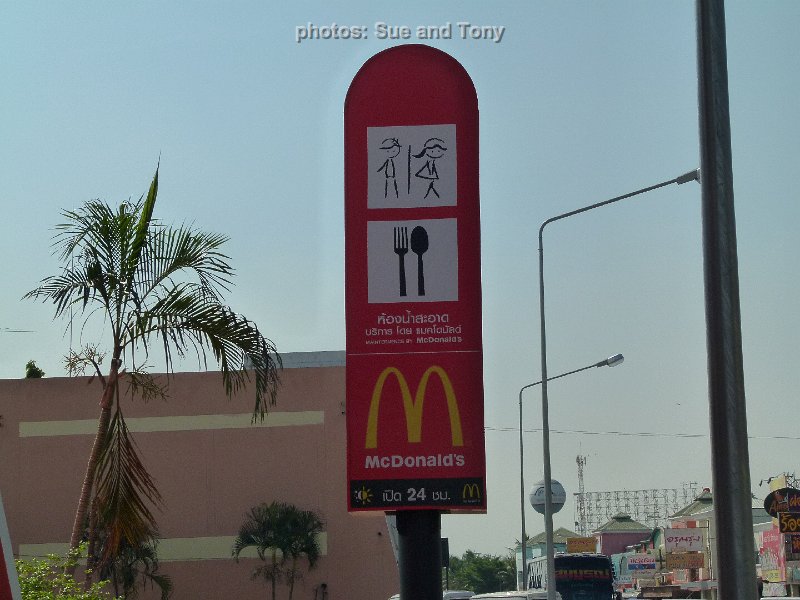 photos: Sue and Tony
ห้องน้ำสะอาด
บริการ โดย แมคโดนัลด์
MAINTENANCE BY McDonald's
McDonald's
เปิด 24 ชม.